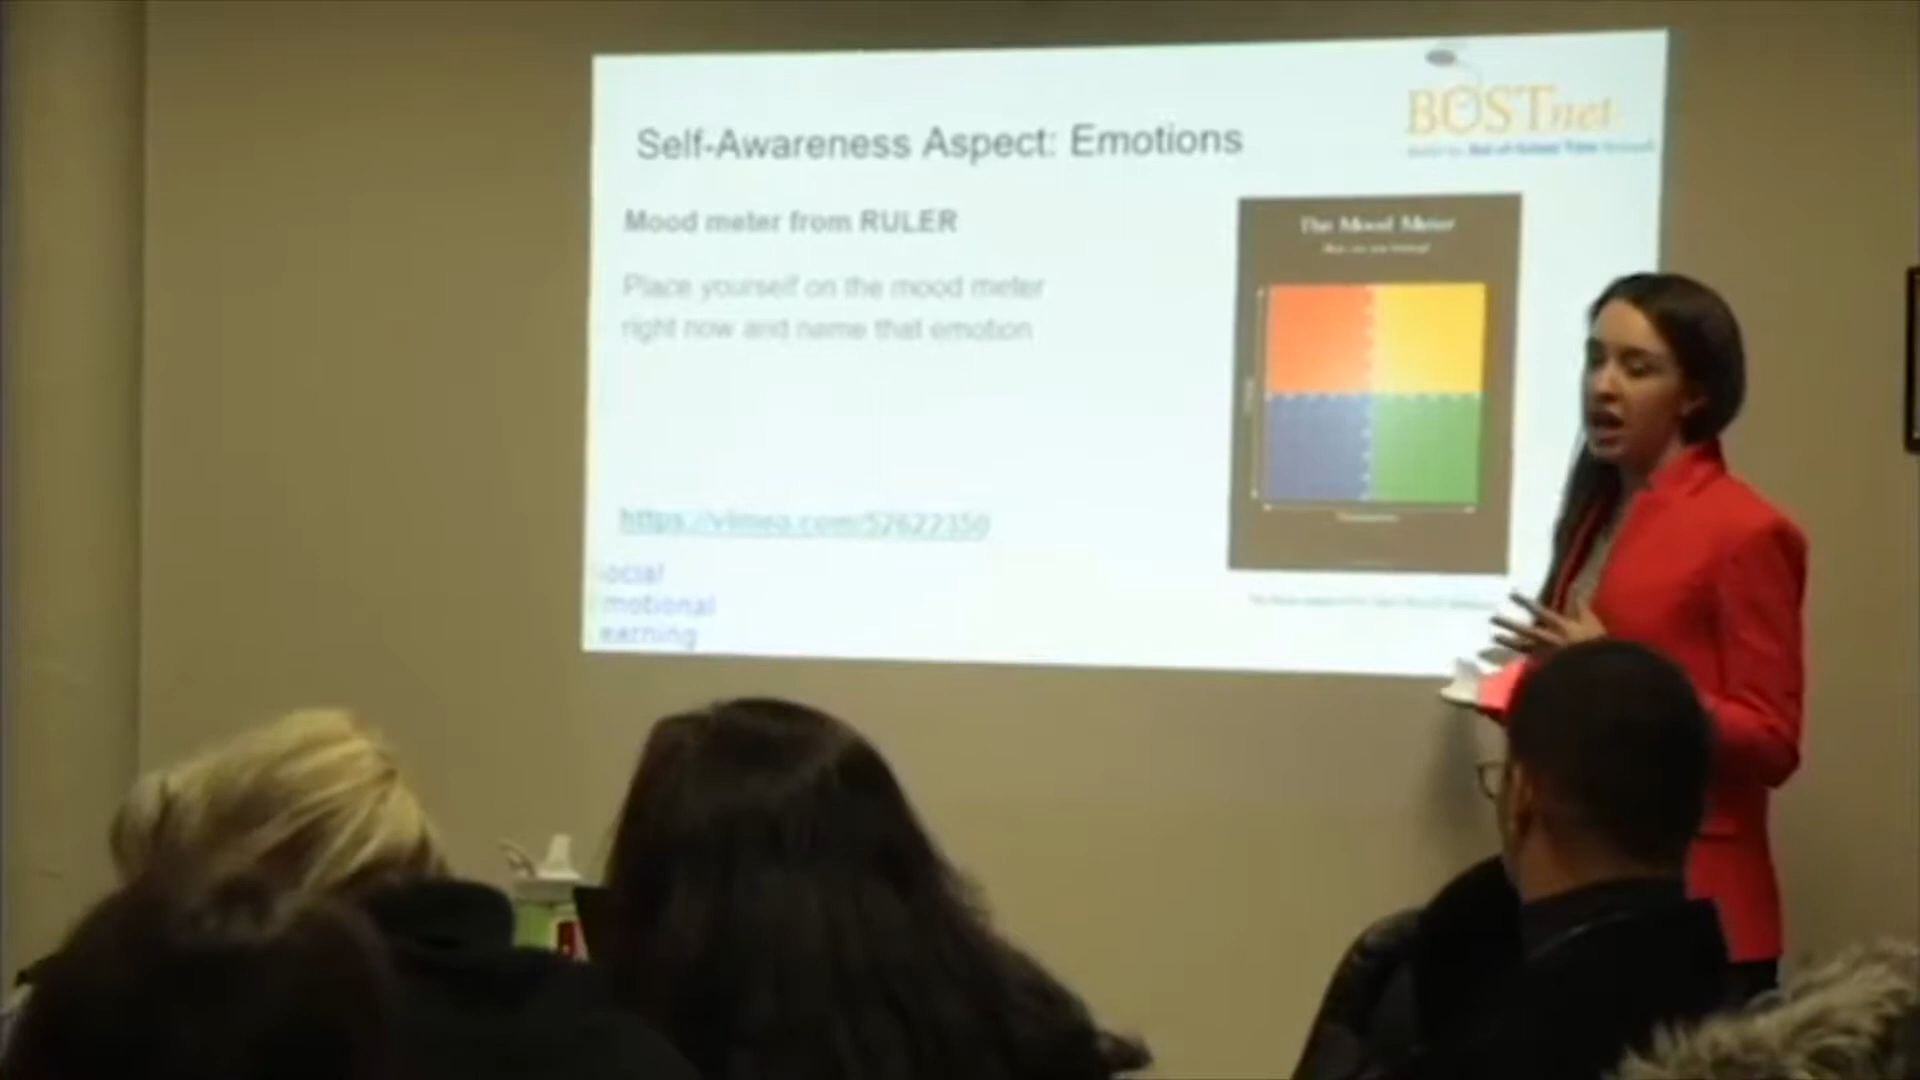 BOSTnet
Self-Awareness Aspect: Emotions
Mood meter from RULER
Place yourself on the mood meter
right now and name that emotion
The Mood Meter
https://vimeo.com/52622350
ocial
motional
earning